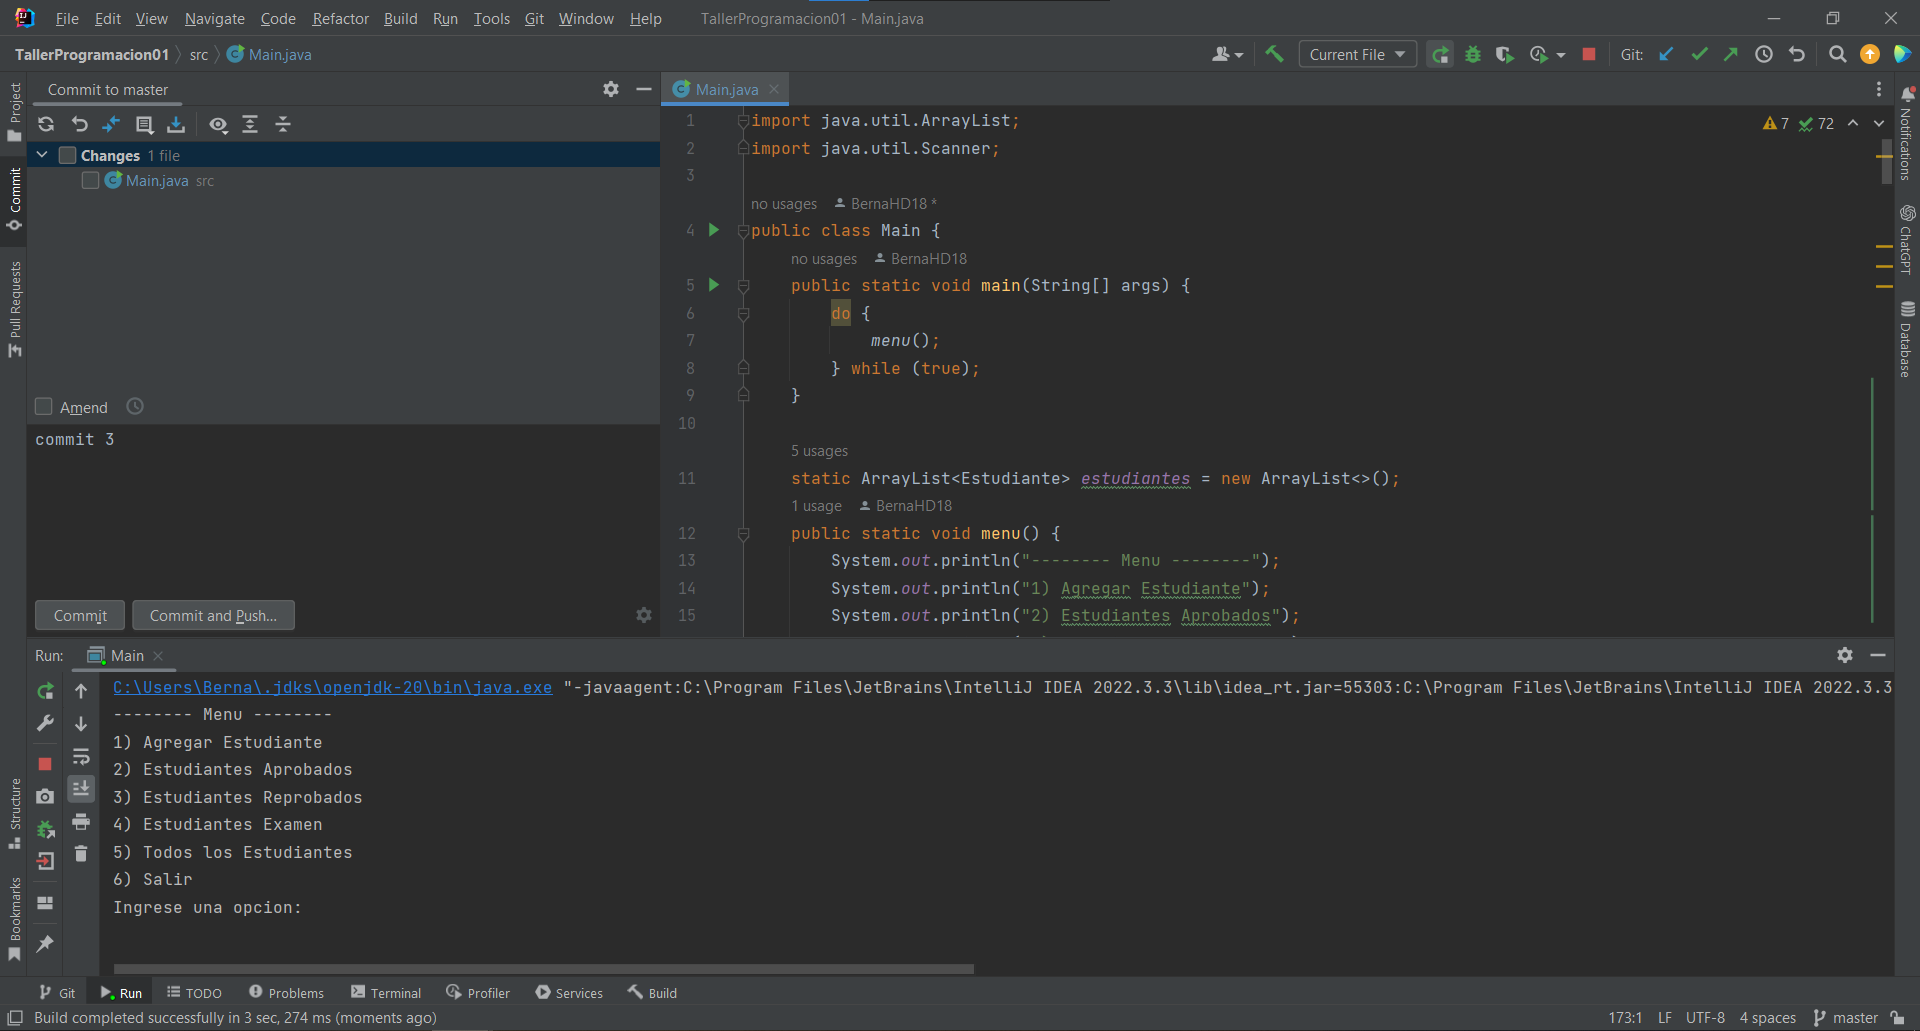 File Edit View Navigate Code Refactor Build Run Tools Git Window Help TallerProgramacion01 - Main.java
TallerProgramacion01 src Main.java Current File Git:
Project
Commit
Pull Requests
Structure
Bookmarks
Commit to master
Changes 1 file
Main.java src
Amend
commit 3
Commit Commit and Push...
Main.java
7 72
1 import java.util.ArrayList;
2 import java.util.Scanner;
3
no usages BernaHD18 *
4 public class Main {
no usages BernaHD18
5 public static void main(String[] args) {
6 do {
7 menu();
8 } while (true);
9 }
10
5 usages
11 static ArrayList<Estudiante> estudiantes = new ArrayList<>();
1 usage BernaHD18
12 public static void menu() {
13 System.out.println("-------- Menu --------");
14 System.out.println("1) Agregar Estudiante");
15 System.out.println("2) Estudiantes Aprobados");
Notifications
ChatGPT
Database
Run: Main
C:\Users\Berna\.jdks\openjdk-20\bin\java.exe "-javaagent:C:\Program Files\JetBrains\IntelliJ IDEA 2022.3.3\lib\idea_rt.jar=55303:C:\Program Files\JetBrains\IntelliJ IDEA 2022.3.3
-------- Menu --------
1) Agregar Estudiante
2) Estudiantes Aprobados
3) Estudiantes Reprobados
4) Estudiantes Examen
5) Todos los Estudiantes
6) Salir
Ingrese una opcion:
Git Run TODO Problems Terminal Profiler Services Build
Build completed successfully in 3 sec, 274 ms (moments ago) 173:1 LF UTF-8 4 spaces master